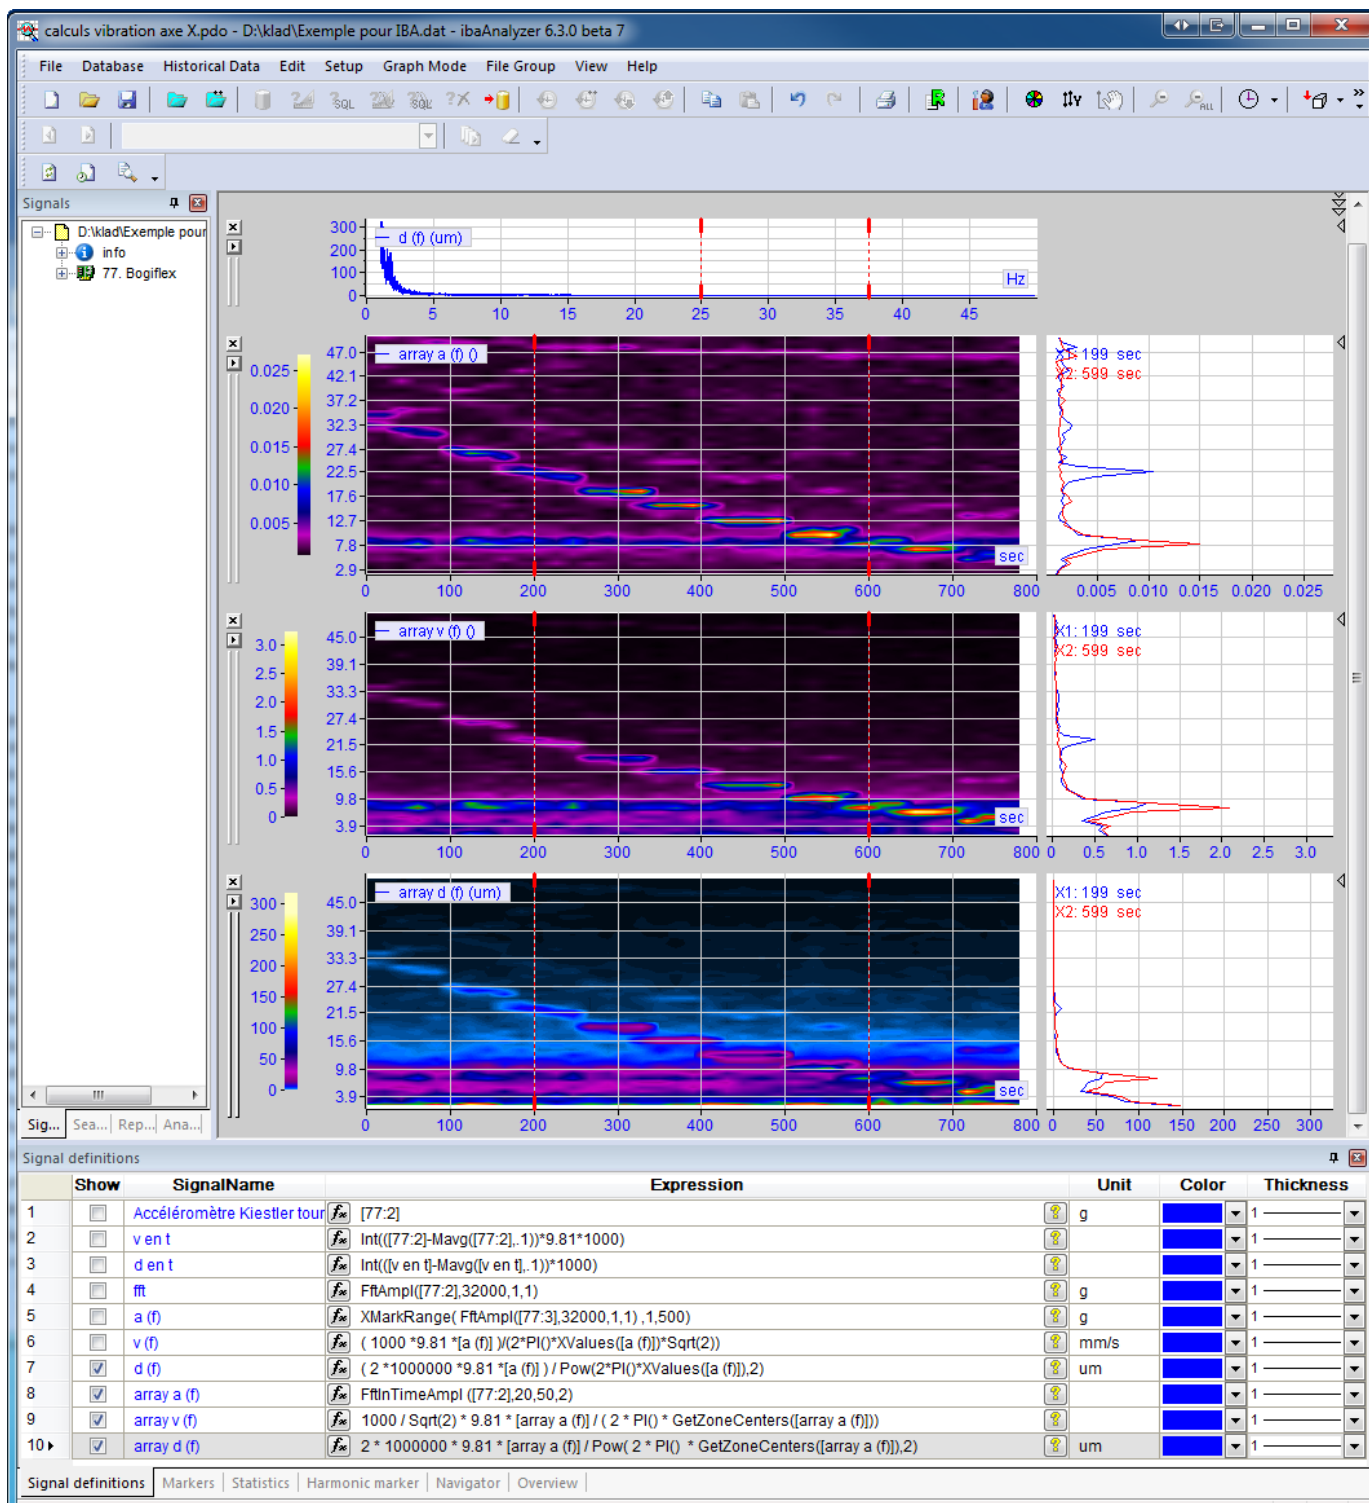 calculs vibration axe X.pdo - D:\klad\Exemple pour IBA.dat - ibaAnalyzer 6.3.0 beta 7
File Database Historical Data Edit Setup Graph Mode File Group View Help
SQL SQL ALL
Signals
D:\klad\Exemple pour
info
77. Bogiflex
300
200
100
0
d (f) (um)
Hz
0 5 10 15 20 25 30 35 40 45
0.025
0.020
0.015
0.010
0.005
47.0
42.1
37.2
32.3
27.4
22.5
17.6
12.7
7.8
2.9
array a (f) ()
sec
0 100 200 300 400 500 600 700 800
X1: 199 sec
X2: 599 sec
0.005 0.010 0.015 0.020 0.025
3.0
2.5
2.0
1.5
1.0
0.5
0
45.0
39.1
33.3
27.4
21.5
15.6
9.8
3.9
array v (f) ()
sec
0 100 200 300 400 500 600 700 800
X1: 199 sec
X2: 599 sec
0 0.5 1.0 1.5 2.0 2.5 3.0
300
250
200
150
100
50
0
45.0
39.1
33.3
27.4
21.5
15.6
9.8
3.9
array d (f) (um)
sec
0 100 200 300 400 500 600 700 800
X1: 199 sec
X2: 599 sec
0 50 100 150 200 250 300
Sig... Sea... Rep... Ana...
Signal definitions
Show SignalName Expression Unit Color Thickness
1 Accéléromètre Kiestler tour fx [77:2] ? g 1
2 v en t fx Int(([77:2]-Mavg([77:2],.1))*9.81*1000) ? 1
3 d en t fx Int(([v en t]-Mavg([v en t],.1))*1000) ? 1
4 fft fx FftAmpl([77:2],32000,1,1) ? g 1
5 a (f) fx XMarkRange( FftAmpl([77:3],32000,1,1) ,1,500) ? g 1
6 v (f) fx ( 1000 *9.81 *[a (f)] )/(2*PI()*XValues([a (f)])*Sqrt(2)) ? mm/s 1
7 d (f) fx ( 2 *1000000 *9.81 *[a (f)] ) / Pow(2*PI()*XValues([a (f)]),2) ? um 1
8 array a (f) fx FftInTimeAmpl ([77:2],20,50,2) ? 1
9 array v (f) fx 1000 / Sqrt(2) * 9.81 * [array a (f)] / ( 2 * PI() * GetZoneCenters([array a (f)])) ? 1
10 array d (f) fx 2 * 1000000 * 9.81 * [array a (f)] / Pow( 2 * PI() * GetZoneCenters([array a (f)]),2) ? um 1
Signal definitions Markers Statistics Harmonic marker Navigator Overview